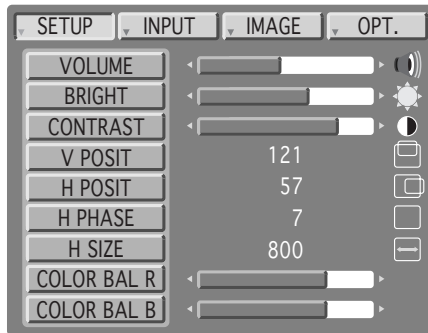 SETUP INPUT IMAGE OPT.
VOLUME
BRIGHT
CONTRAST
V POSIT 121
H POSIT 57
H PHASE 7
H SIZE 800
COLOR BAL R
COLOR BAL B